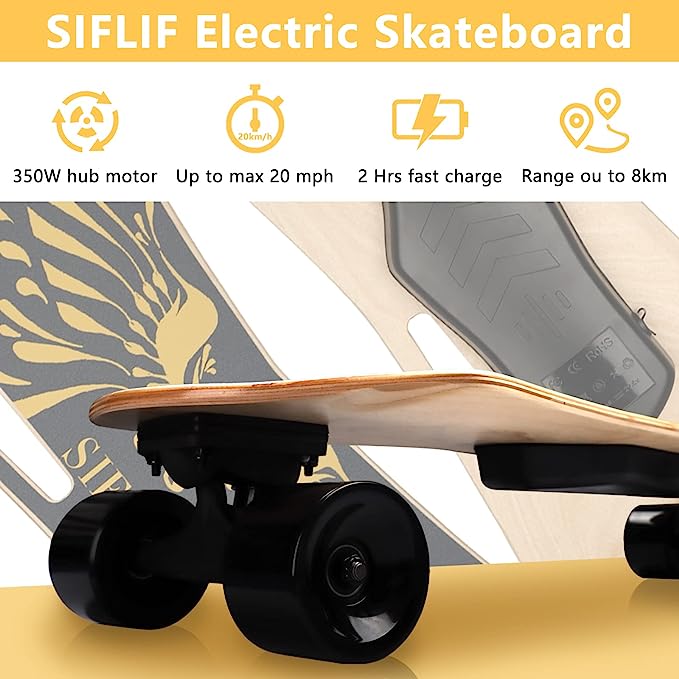 SIFLIF Electric Skateboard
20km/h
350W hub motor
Up to max 20 mph
2 Hrs fast charge
Range ou to 8km
SIF
RoHS